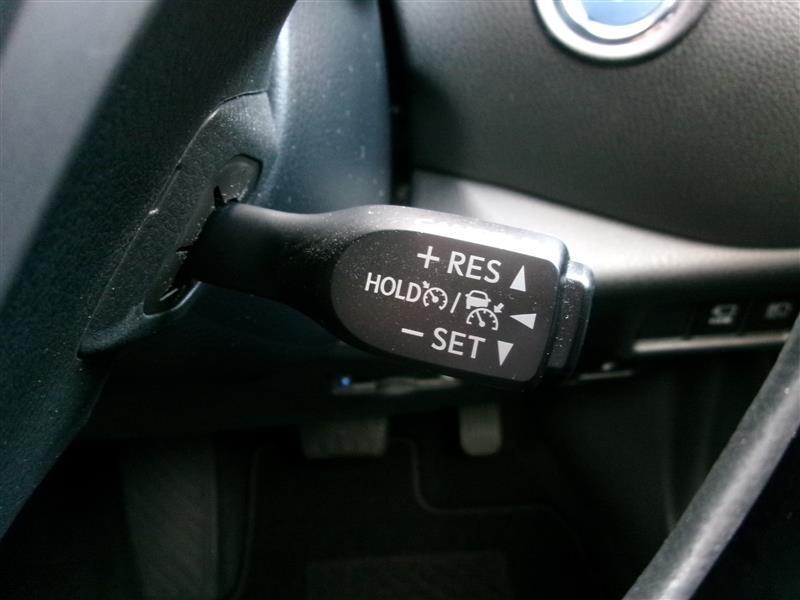 + RES ▲
HOLD / ◄
− SET ▼